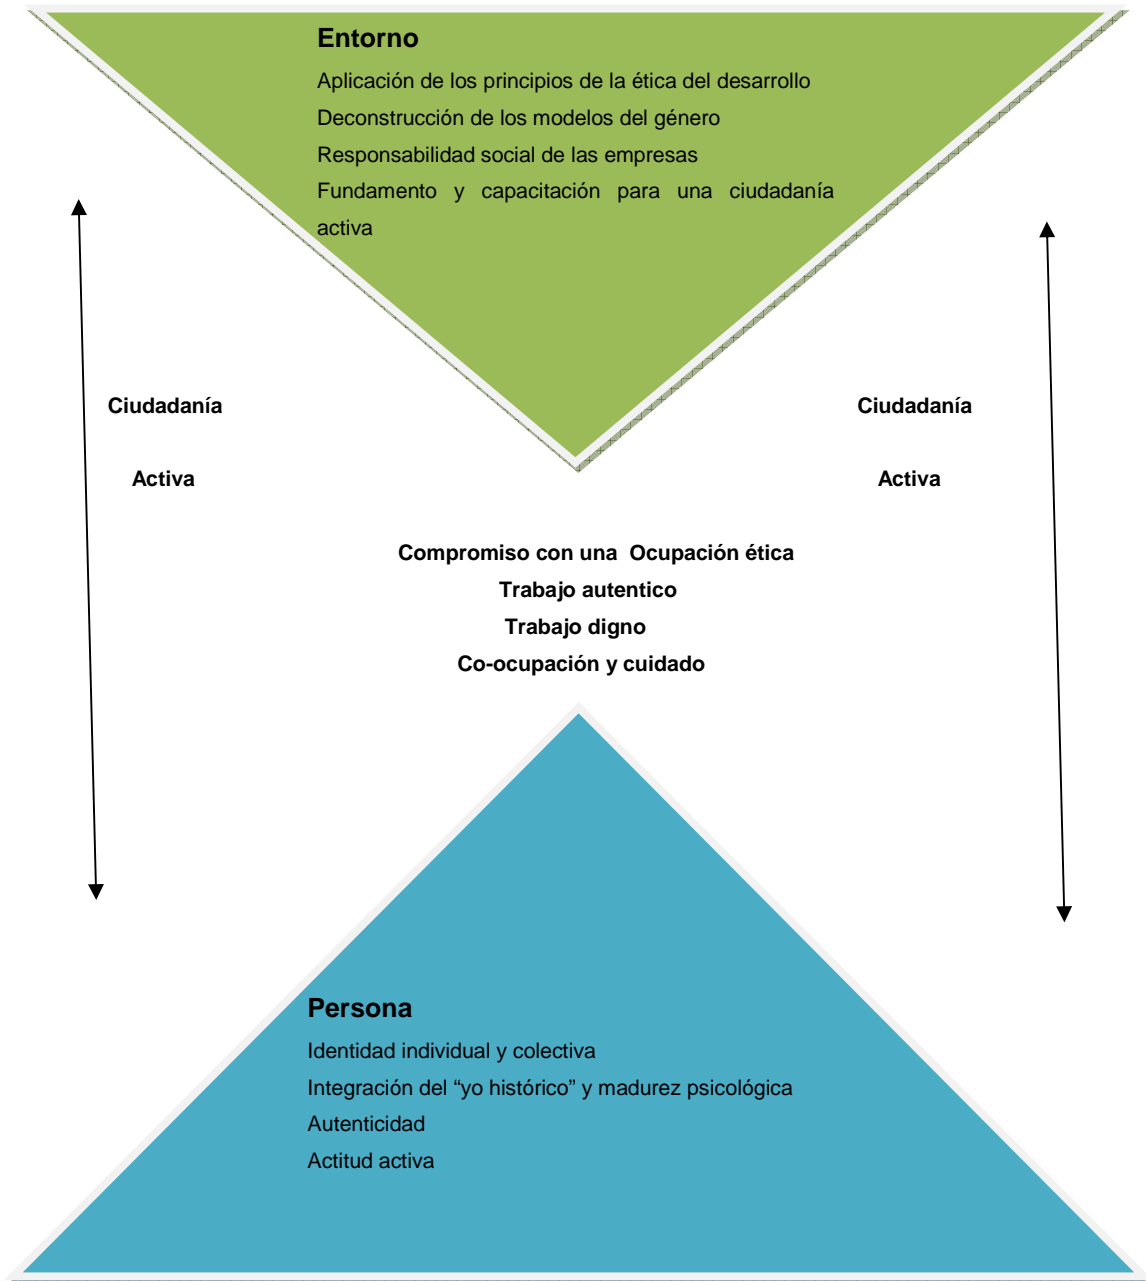 Entorno
Aplicación de los principios de la ética del desarrollo
Deconstrucción de los modelos del género
Responsabilidad social de las empresas
Fundamento y capacitación para una ciudadanía
activa
Ciudadanía
Activa
Ciudadanía
Activa
Compromiso con una Ocupación ética
Trabajo autentico
Trabajo digno
Co-ocupación y cuidado
Persona
Identidad individual y colectiva
Integración del “yo histórico” y madurez psicológica
Autenticidad
Actitud activa